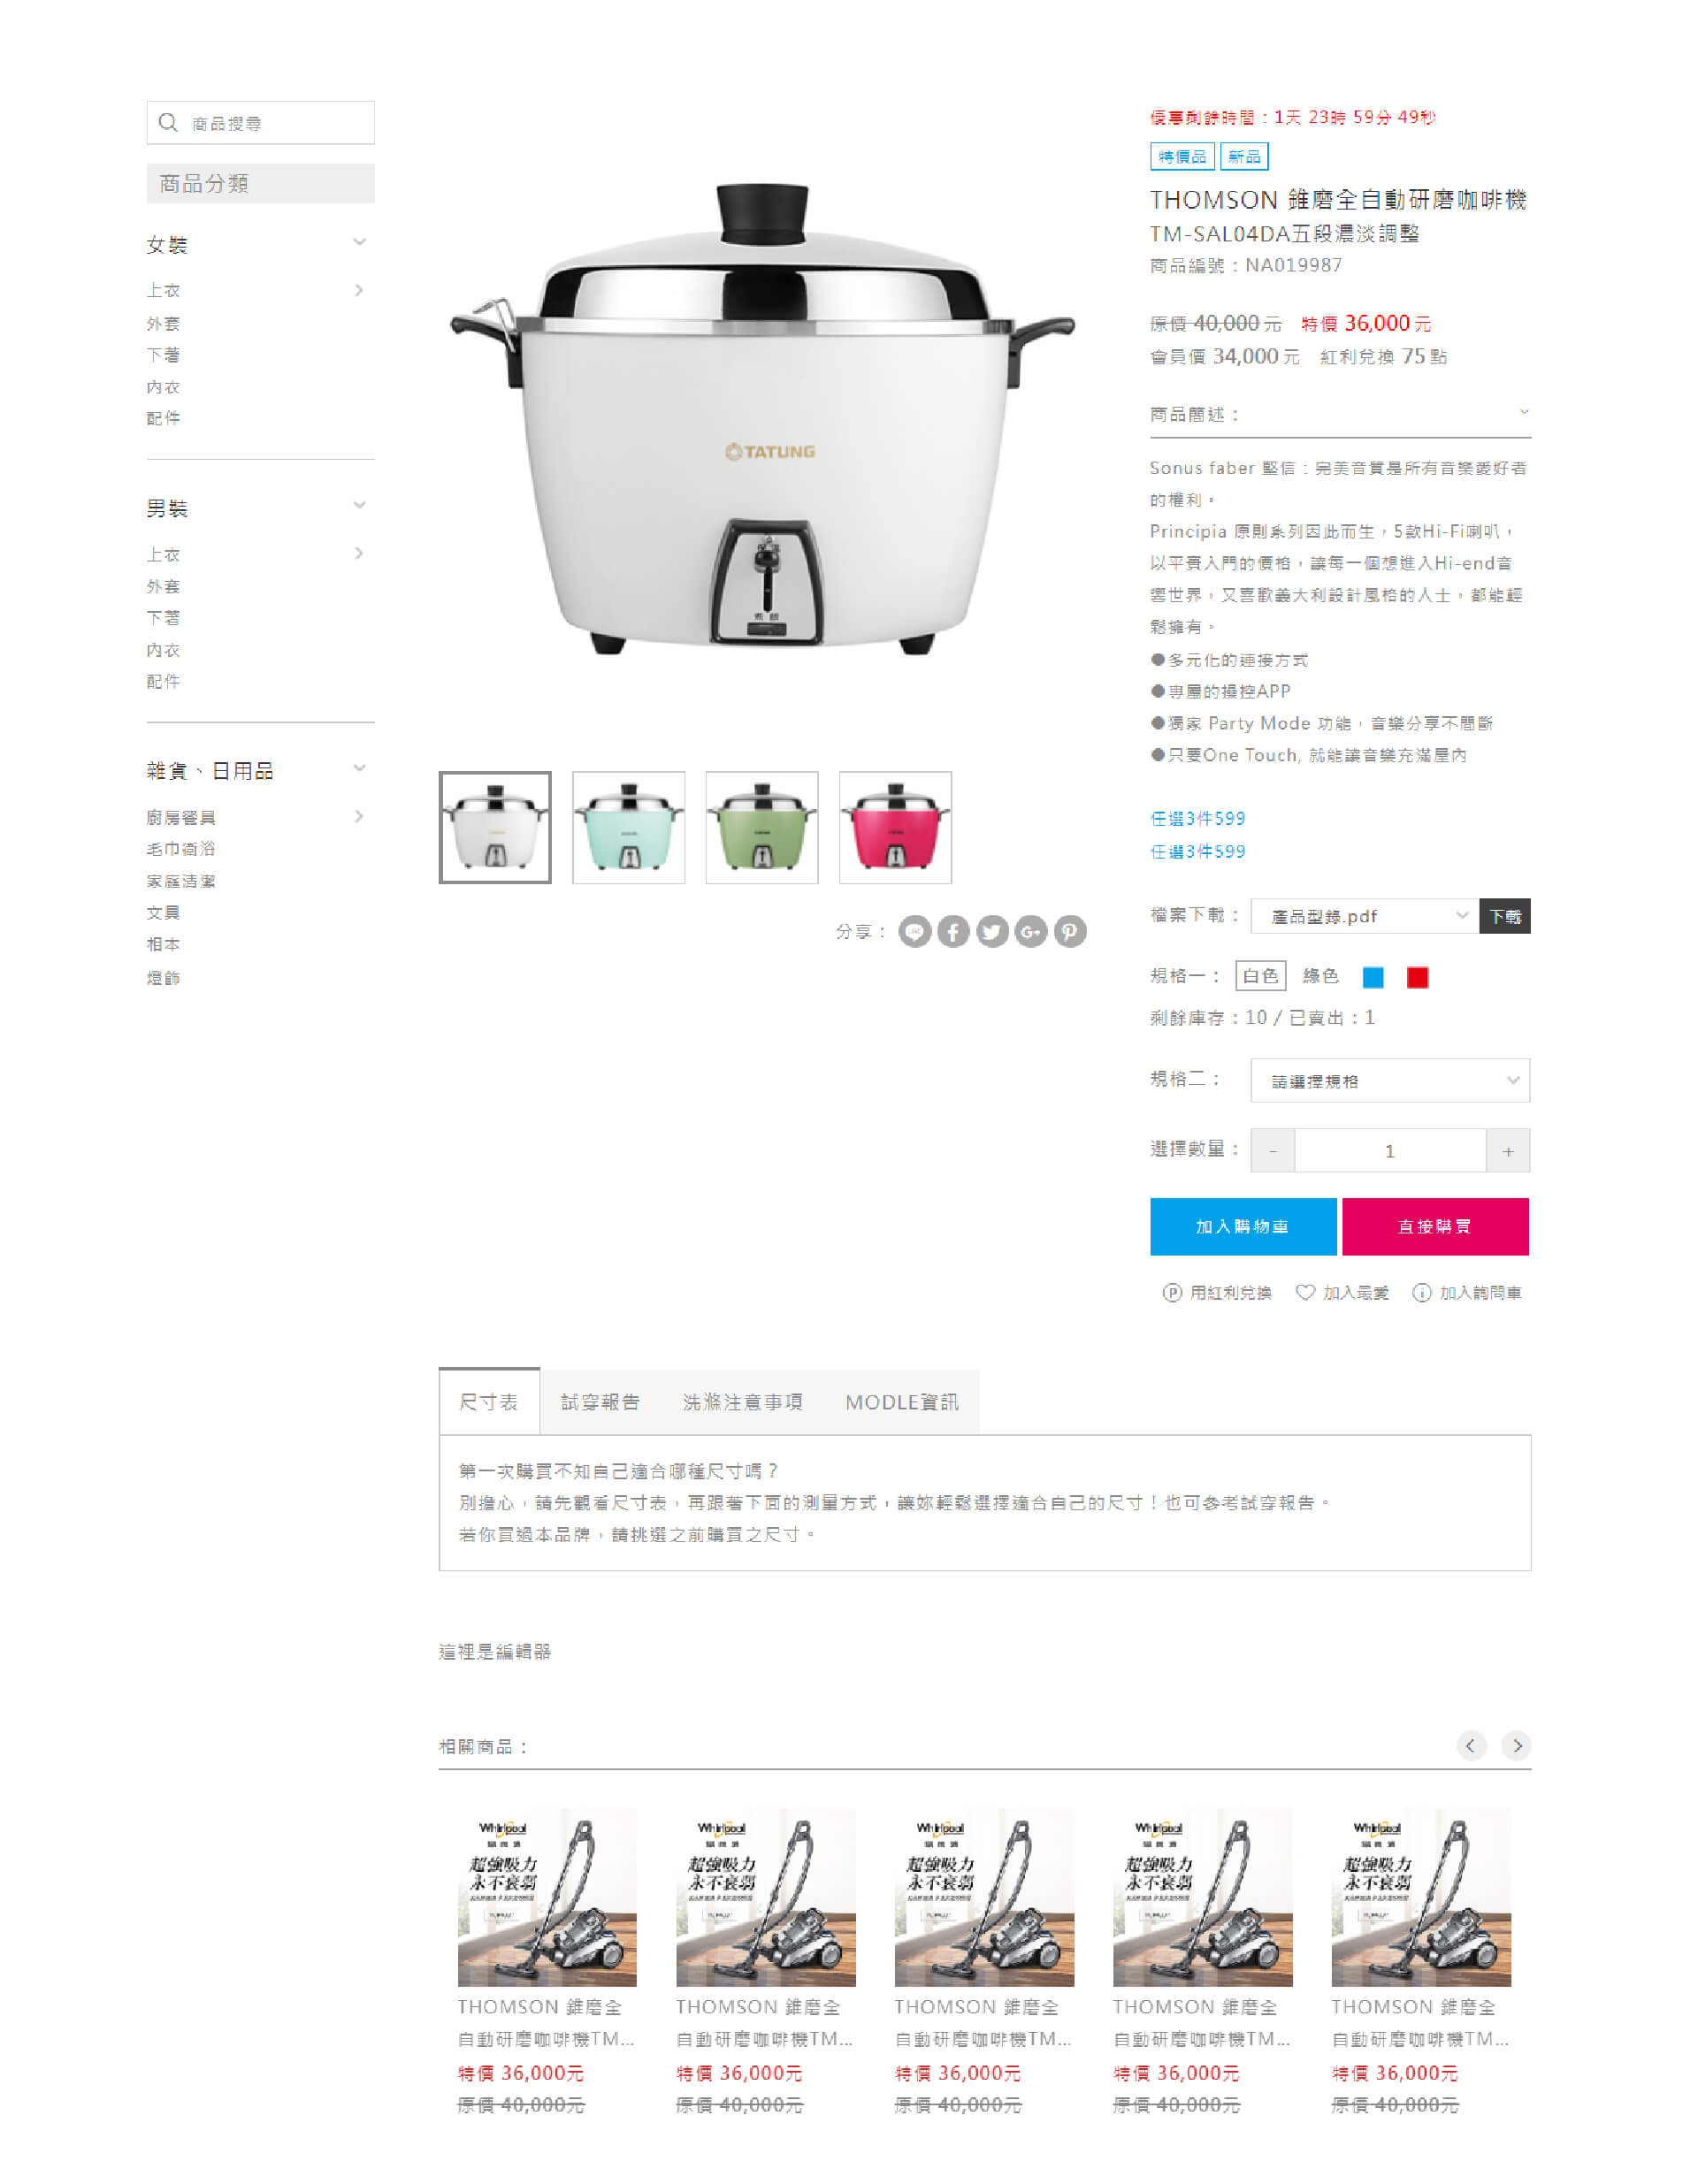 商品搜尋
商品分類
女裝
上衣
外套
下著
內衣
配件
男裝
上衣
外套
下著
內衣
配件
雜貨、日用品
廚房餐具
毛巾衛浴
家庭清潔
文具
相本
燈飾
TATUNG
煮飯
分享：
優惠剩餘時間：1天 23時 59分 49秒
特價品 新品
THOMSON 錐磨全自動研磨咖啡機
TM-SAL04DA五段濃淡調整
商品編號：NA019987
原價 40,000 元 特價 36,000 元
會員價 34,000 元 紅利兌換 75 點
商品簡述：
Sonus faber 堅信：完美音質是所有音樂愛好者
的權利。
Principia 原則系列因此而生，5款Hi-Fi喇叭，
以平實入門的價格，讓每一個想進入Hi-end音
響世界，又喜歡義大利設計風格的人士，都能輕
鬆擁有。
●多元化的連接方式
●專屬的操控APP
●獨家 Party Mode 功能，音樂分享不間斷
●只要One Touch, 就能讓音樂充滿屋內
任選3件599
任選3件599
檔案下載： 產品型錄.pdf 下載
規格一： 白色 綠色
剩餘庫存：10 / 已賣出：1
規格二： 請選擇規格
選擇數量： - 1 +
加入購物車 直接購買
用紅利兌換 加入最愛 加入詢問車
尺寸表 試穿報告 洗滌注意事項 MODLE資訊
第一次購買不知自己適合哪種尺寸嗎？
別擔心，請先觀看尺寸表，再跟著下面的測量方式，讓妳輕鬆選擇適合自己的尺寸！也可參考試穿報告。
若你買過本品牌，請挑選之前購買之尺寸。
這裡是編輯器
相關商品：
Whirlpool Whirlpool Whirlpool Whirlpool Whirlpool
超強吸力 超強吸力 超強吸力 超強吸力 超強吸力
永不衰弱 永不衰弱 永不衰弱 永不衰弱 永不衰弱
THOMSON 錐磨全 THOMSON 錐磨全 THOMSON 錐磨全 THOMSON 錐磨全 THOMSON 錐磨全
自動研磨咖啡機TM... 自動研磨咖啡機TM... 自動研磨咖啡機TM... 自動研磨咖啡機TM... 自動研磨咖啡機TM...
特價 36,000元 特價 36,000元 特價 36,000元 特價 36,000元 特價 36,000元
原價 40,000元 原價 40,000元 原價 40,000元 原價 40,000元 原價 40,000元